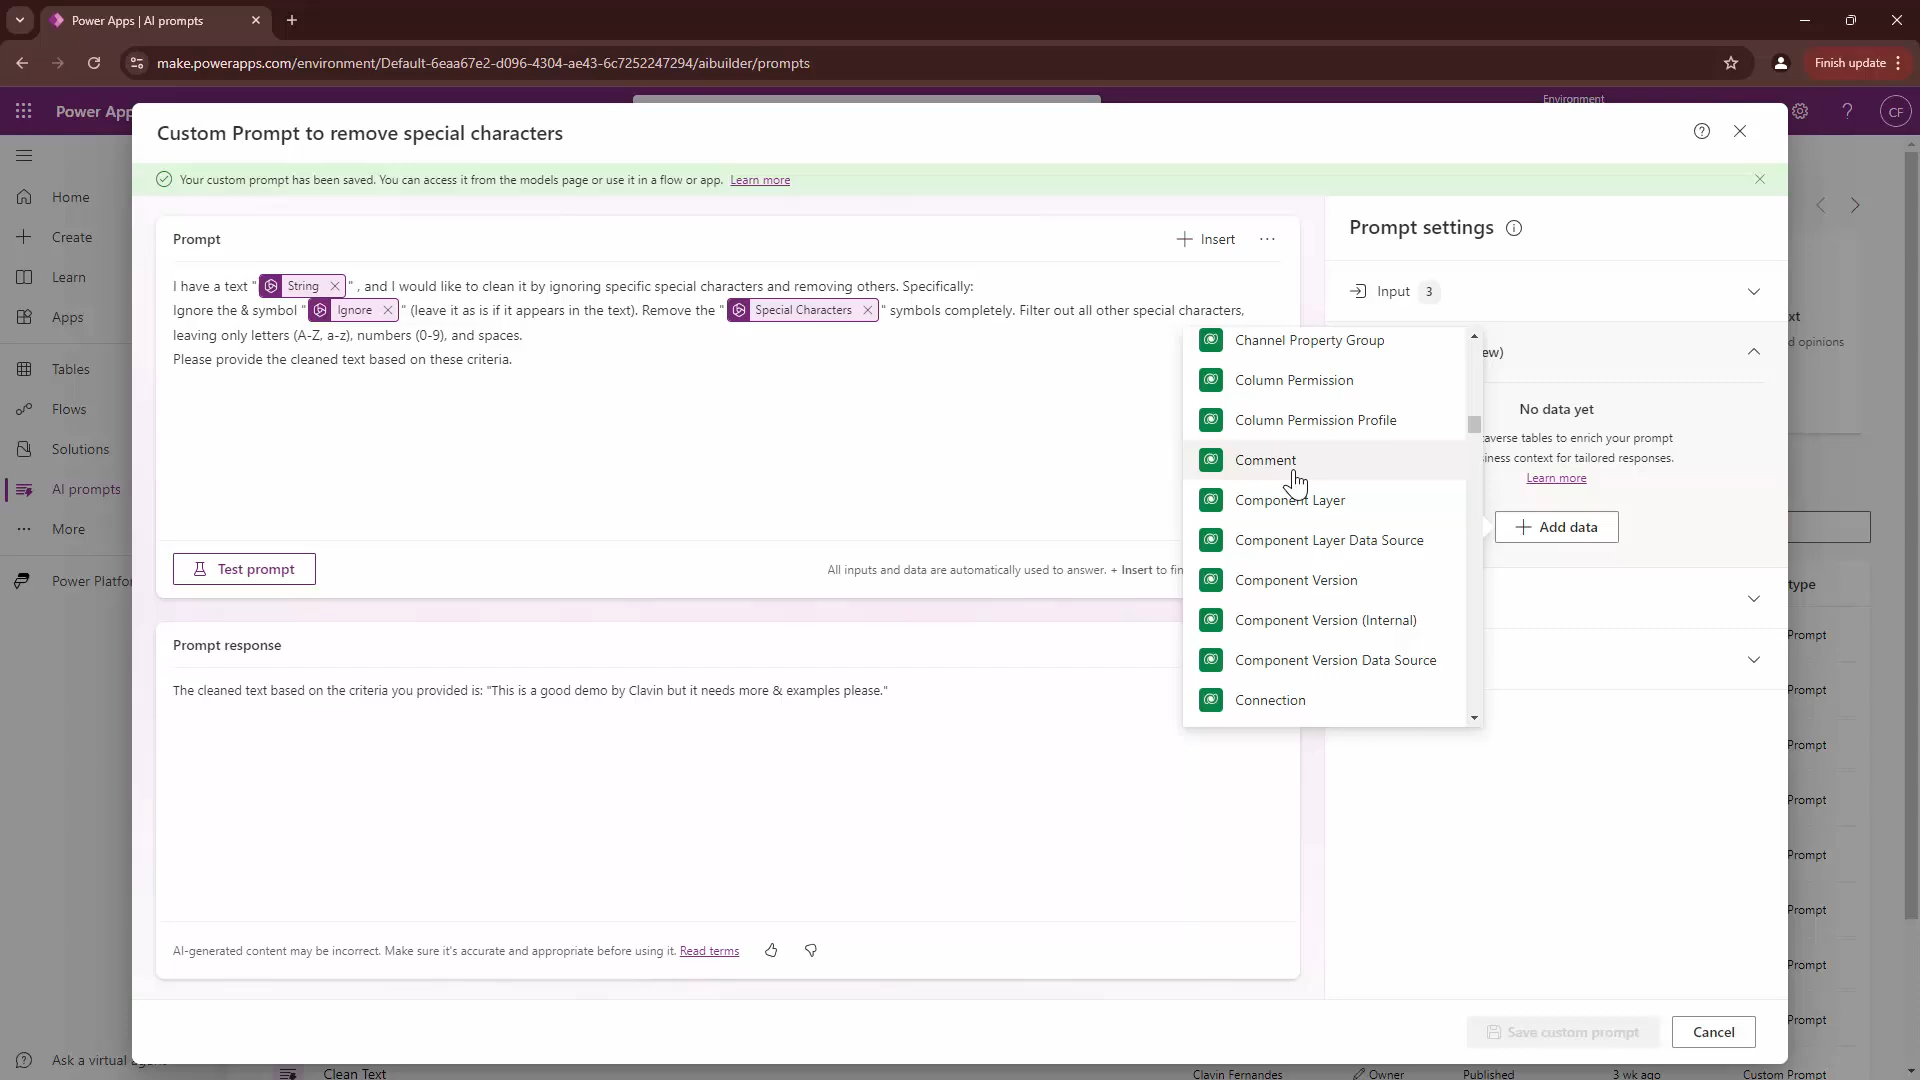 Power Apps | AI prompts
make.powerapps.com/environment/Default-6eaa67e2-d096-4304-ae43-6c7252247294/aibuilder/prompts
Finish update
Power App
Environment
CF
Home
Create
Learn
Apps
Tables
Flows
Solutions
AI prompts
More
Power Platfo
Ask a virtual
Custom Prompt to remove special characters
Your custom prompt has been saved. You can access it from the models page or use it in a flow or app. Learn more
Prompt
Insert
I have a text " String " , and I would like to clean it by ignoring specific special characters and removing others. Specifically:
Ignore the & symbol " Ignore " (leave it as is if it appears in the text). Remove the " Special Characters " symbols completely. Filter out all other special characters,
leaving only letters (A-Z, a-z), numbers (0-9), and spaces.
Please provide the cleaned text based on these criteria.
Test prompt
All inputs and data are automatically used to answer. + Insert to fin
Prompt response
The cleaned text based on the criteria you provided is: "This is a good demo by Clavin but it needs more & examples please."
AI-generated content may be incorrect. Make sure it's accurate and appropriate before using it. Read terms
Channel Property Group
Column Permission
Column Permission Profile
Comment
Component Layer
Component Layer Data Source
Component Version
Component Version (Internal)
Component Version Data Source
Connection
Prompt settings
Input 3
ew)
No data yet
averse tables to enrich your prompt
iness context for tailored responses.
Learn more
Add data
Save custom prompt
Cancel
xt
d opinions
type
Prompt
Prompt
Prompt
Prompt
Prompt
Prompt
Prompt
Prompt
Clean Text
Clavin Fernandes
Owner
Published
3 wk ago
Custom Prompt